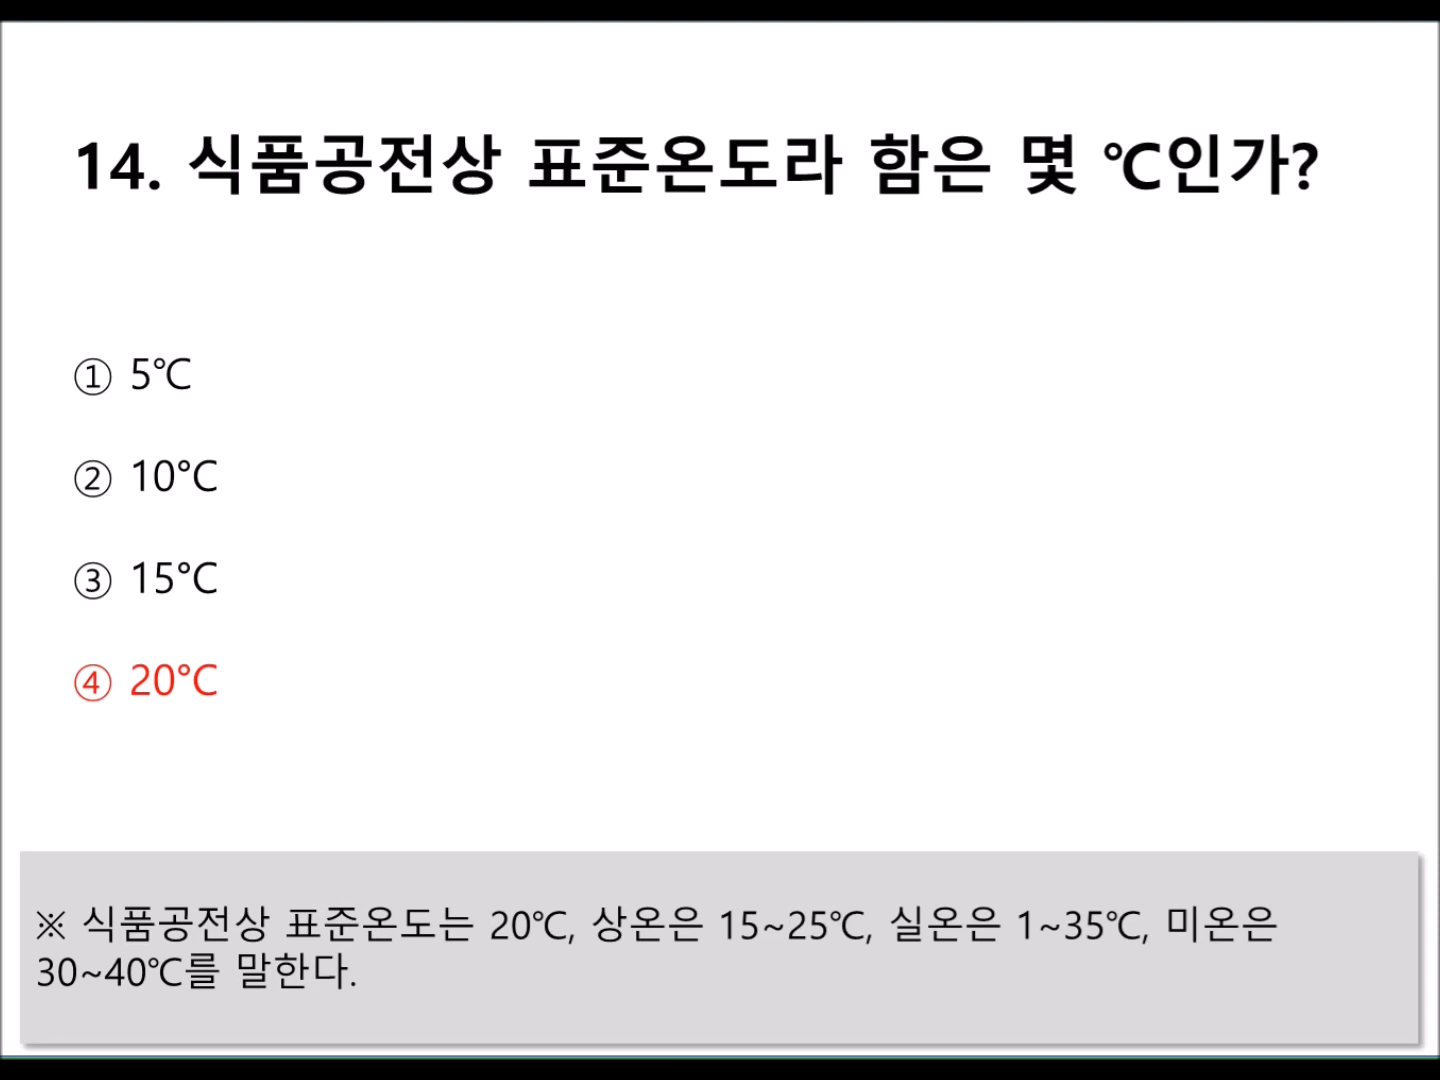 14. 식품공전상 표준온도라 함은 몇 ℃인가?
① 5℃
② 10°C
③ 15°C
④ 20°C
※ 식품공전상 표준온도는 20℃, 상온은 15~25℃, 실온은 1~35℃, 미온은
30~40℃를 말한다.